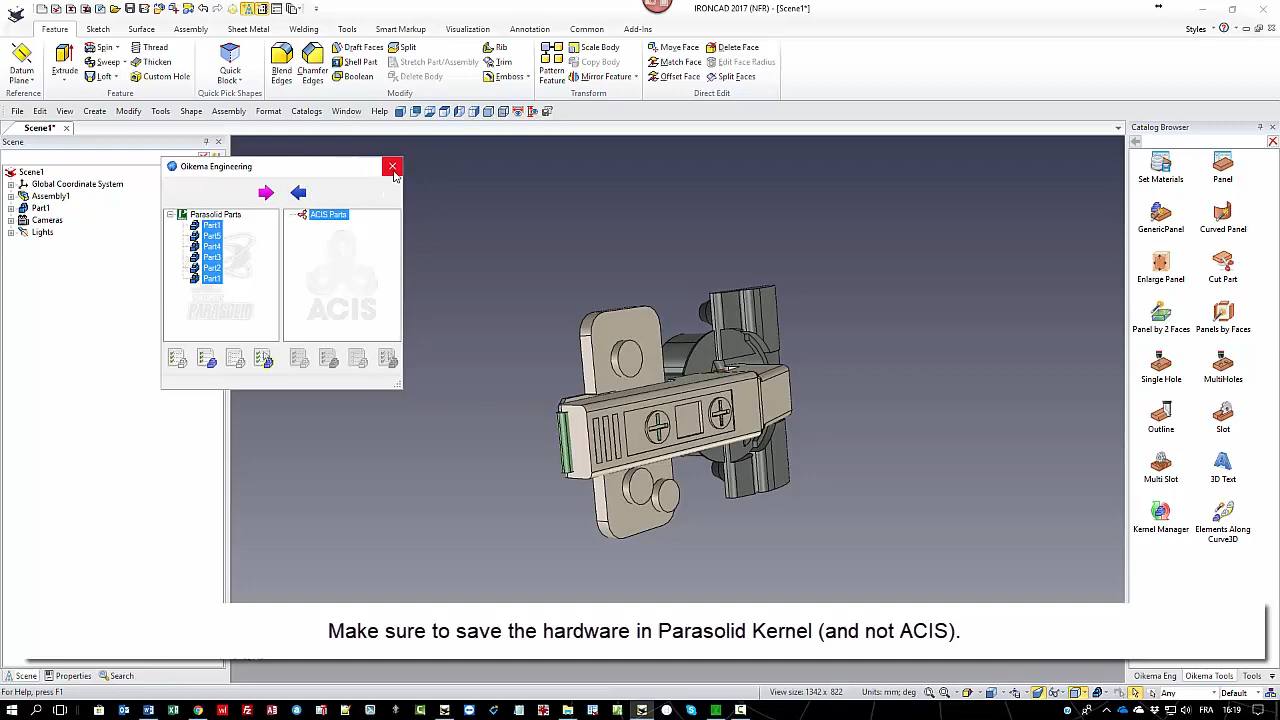 IRONCAD 2017 (NFR) - [Scene1*]
Feature Sketch Surface Assembly Sheet Metal Welding Tools Smart Markup Visualization Annotation Common Add-Ins Styles
Spin Thread Draft Faces Split Rib Scale Body Move Face Delete Face
Sweep Thicken Shell Part Stretch Part/Assembly Trim Copy Body Match Face Edit Face Radius
Loft Custom Hole Boolean Delete Body Emboss Mirror Feature Offset Face Split Faces
Datum Plane Extrude Quick Block Blend Edges Chamfer Edges Pattern Feature
Reference Feature Quick Pick Shapes Modify Transform Direct Edit
File Edit View Environment Create Modify Tools Shape Assembly Format Catalogs Window Help
Scene1*
Scene
Catalog Browser
Scene1
Global Coordinate System
Assembly1
Part1
Cameras
Lights
Oikema Engineering
Parasolid Parts
Part1
Part5
Part4
Part3
Part2
Part1
PARASOLID
ACIS Parts
ACIS
Set Materials Panel
GenericPanel Curved Panel
Enlarge Panel Cut Part
Panel by 2 Faces Panels by Faces
Single Hole MultiHoles
Outline Slot
Multi Slot 3D Text
Kernel Manager Elements Along Curve3D
Make sure to save the hardware in Parasolid Kernel (and not ACIS).
Scene Properties Search
Oikema Eng Oikema Tools Tools
For Help, press F1
View size: 1342 x 822 Units: mm; deg
Any
Default
FRA 16:19